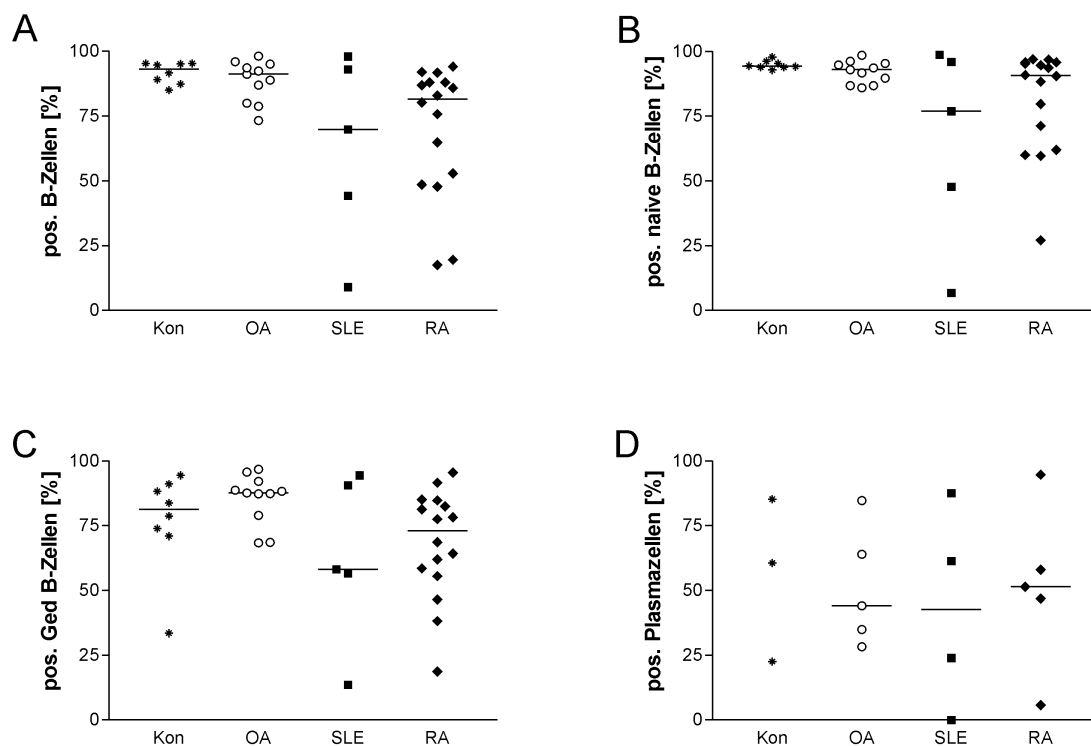 A
pos. B-Zellen [%]
100
75
50
25
0
Kon OA SLE RA
B
pos. naive B-Zellen [%]
100
75
50
25
0
Kon OA SLE RA
C
pos. Ged B-Zellen [%]
100
75
50
25
0
Kon OA SLE RA
D
pos. Plasmazellen [%]
100
75
50
25
0
Kon OA SLE RA